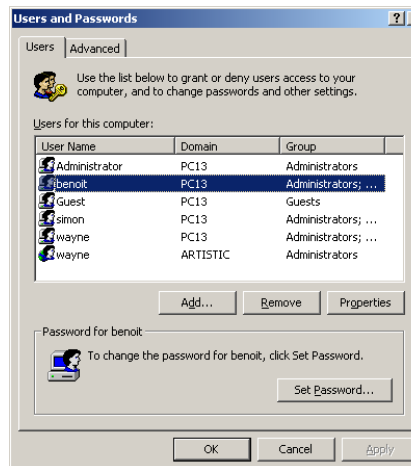 Users and Passwords
Users Advanced
Use the list below to grant or deny users access to your
computer, and to change passwords and other settings.
Users for this computer:
User Name Domain Group
Administrator PC13 Administrators
benoit PC13 Administrators; ...
Guest PC13 Guests
simon PC13 Administrators; ...
wayne PC13 Administrators; ...
wayne ARTISTIC Administrators
Add... Remove Properties
Password for benoit
To change the password for benoit, click Set Password.
Set Password...
OK Cancel Apply